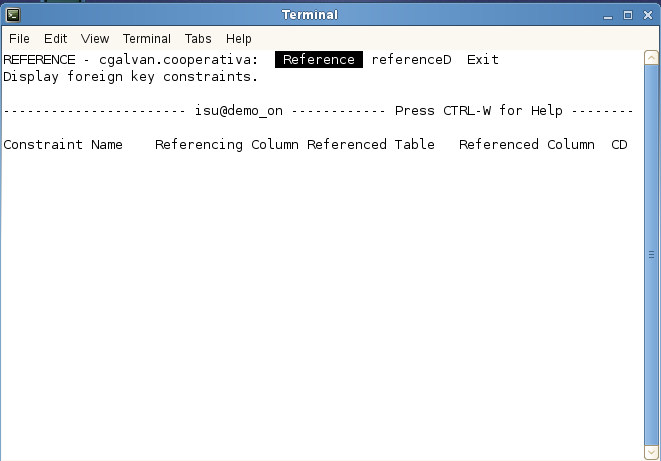 Terminal
File Edit View Terminal Tabs Help
REFERENCE - cgalvan.cooperativa: Reference referenceD Exit
Display foreign key constraints.
----------------------- isu@demo_on ------------ Press CTRL-W for Help --------
Constraint Name Referencing Column Referenced Table Referenced Column CD